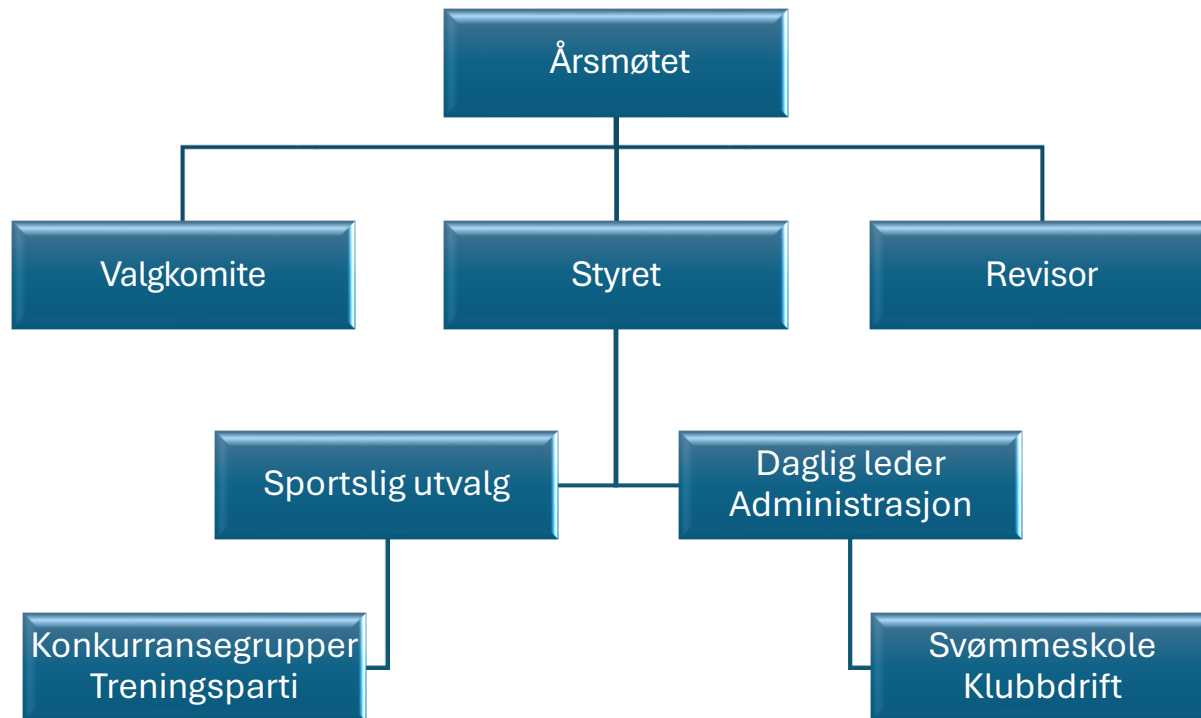 Årsmøtet
Valgkomite
Styret
Revisor
Sportslig utvalg
Daglig leder
Administrasjon
Konkurransegrupper
Treningsparti
Svømmeskole
Klubbdrift